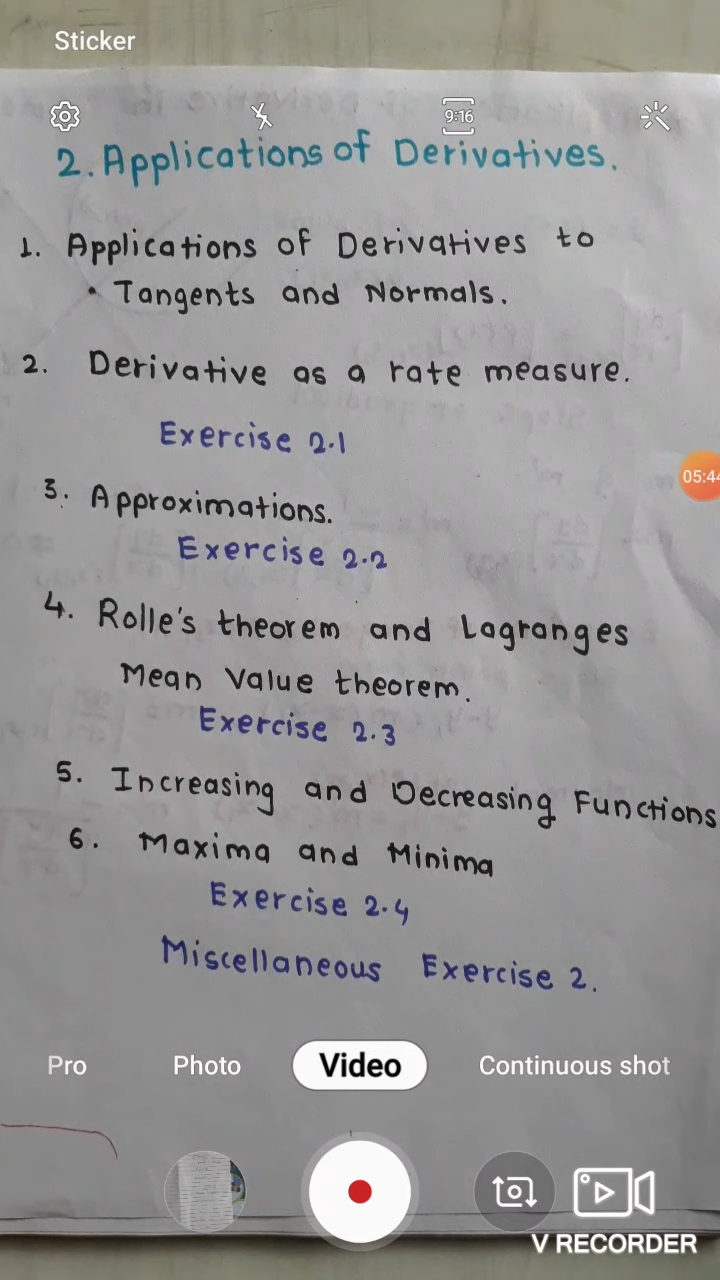 Sticker
9:16
2. Applications of Derivatives.
1. Applications of Derivatives to
• Tangents and Normals.
2. Derivative as a rate measure.
Exercise 2.1
05:44
3. Approximations.
Exercise 2.2
4. Rolle's theorem and Lagranges
Mean Value theorem.
Exercise 2.3
5. Increasing and Decreasing Functions
6. Maxima and Minima
Exercise 2.4
Miscellaneous Exercise 2.
Pro Photo Video Continuous shot
V RECORDER